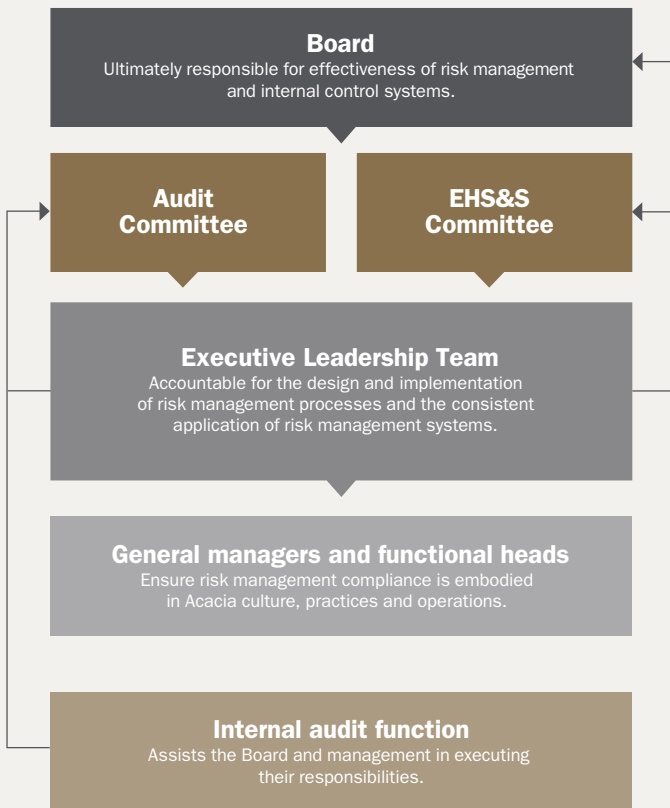 Board
Ultimately responsible for effectiveness of risk management
and internal control systems.
Audit
Committee
EHS&S
Committee
Executive Leadership Team
Accountable for the design and implementation
of risk management processes and the consistent
application of risk management systems.
General managers and functional heads
Ensure risk management compliance is embodied
in Acacia culture, practices and operations.
Internal audit function
Assists the Board and management in executing
their responsibilities.